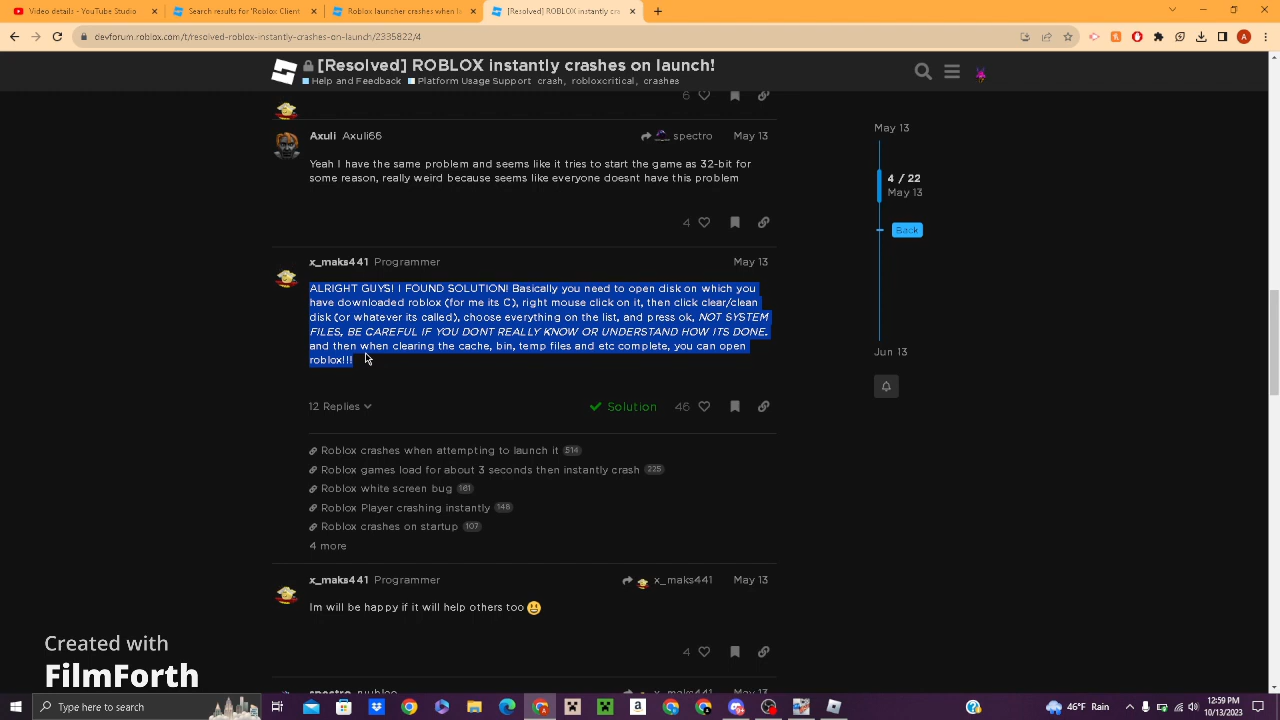 Video details - YouTube Studio
Search results for 'Roblox Client
Roblox launcher crashes when l
[Resolved] ROBLOX instantly cr
devforum.roblox.com/t/resolved-roblox-instantly-crashes-on-launch/2335822/4
A
[Resolved] ROBLOX instantly crashes on launch!
Help and Feedback Platform Usage Support crash, robloxcritical, crashes
6
Axuli Axuli66 spectro May 13
Yeah I have the same problem and seems like it tries to start the game as 32-bit for
some reason, really weird because seems like everyone doesnt have this problem
4
May 13
4 / 22
May 13
Back
Jun 13
x_maks441 Programmer May 13
ALRIGHT GUYS! I FOUND SOLUTION! Basically you need to open disk on which you
have downloaded roblox (for me its C), right mouse click on it, then click clear/clean
disk (or whatever its called), choose everything on the list, and press ok, NOT SYSTEM
FILES, BE CAREFUL IF YOU DONT REALLY KNOW OR UNDERSTAND HOW ITS DONE.
and then when clearing the cache, bin, temp files and etc complete, you can open
roblox!!!
12 Replies Solution 46
Roblox crashes when attempting to launch it 514
Roblox games load for about 3 seconds then instantly crash 225
Roblox white screen bug 161
Roblox Player crashing instantly 148
Roblox crashes on startup 107
4 more
x_maks441 Programmer x_maks441 May 13
Im will be happy if it will help others too
4
Created with
FilmForth
Type here to search
46°F Rain
12:59 PM
10/13/2023